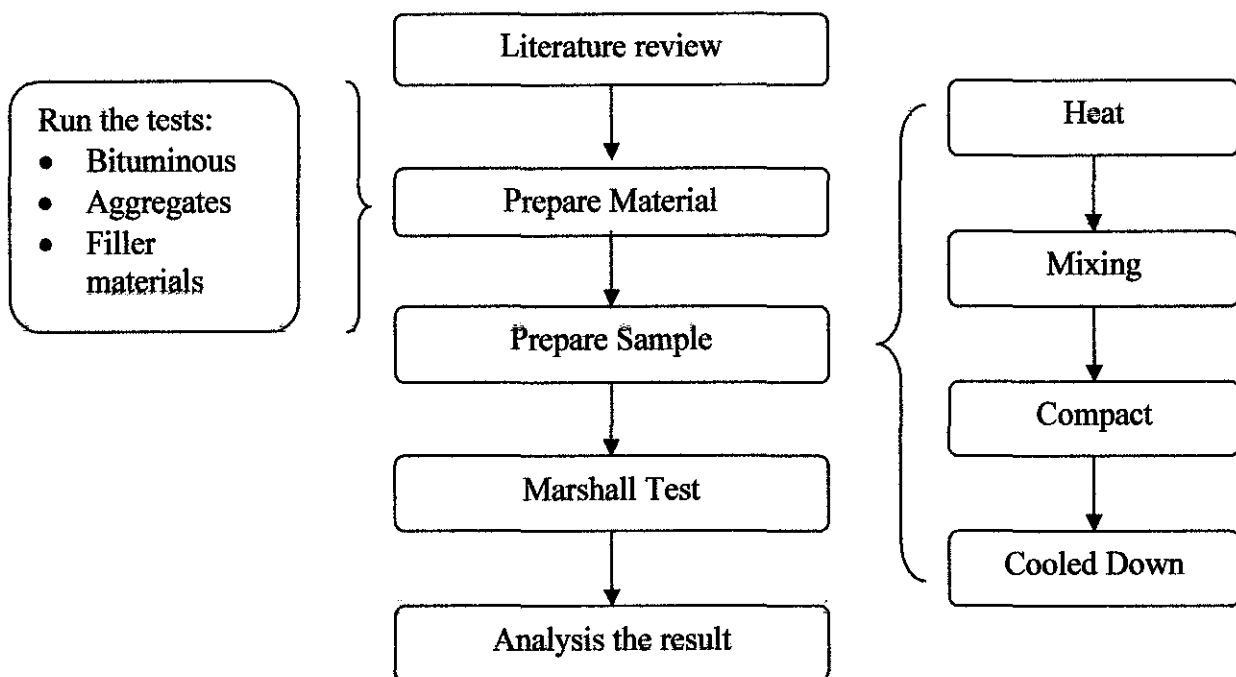 Literature review
Run the tests:
● Bituminous
● Aggregates
● Filler
materials
Prepare Material
Prepare Sample
Marshall Test
Analysis the result
Heat
Mixing
Compact
Cooled Down